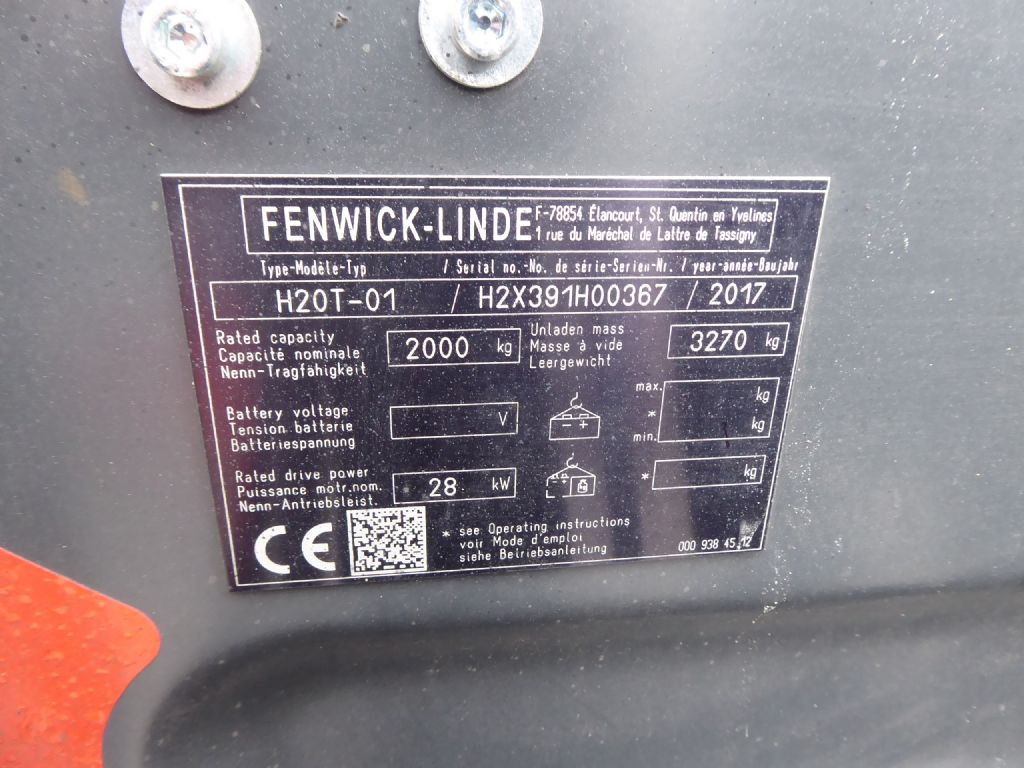 FENWICK-LINDE
F-78854 Élancourt, St. Quentin en Yvelines
1 rue du Maréchal de Lattre de Tassigny
Type-Modèle-Typ / Serial no.-No. de série-Serien-Nr. / year-année-Baujahr
H20T-01 / H2X391H00367 / 2017
Rated capacity
Capacité nominale
Nenn-Tragfähigkeit
2000 kg
Unladen mass
Masse à vide
Leergewicht
3270 kg
Battery voltage
Tension batterie
Batteriespannung
V
max. kg
*
min. kg
Rated drive power
Puissance motr.nom.
Nenn-Antriebsleist.
28 kW
* kg
CE
* see Operating instructions
voir Mode d'emploi
siehe Betriebsanleitung
000 938 45.12